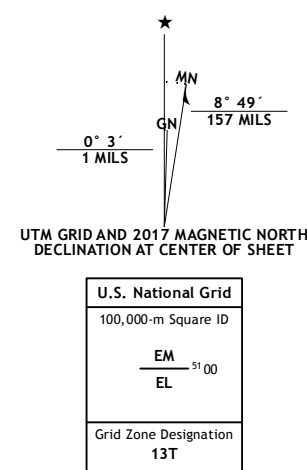 ★
MN
8° 49´
157 MILS
GN
0° 3´
1 MILS
UTM GRID AND 2017 MAGNETIC NORTH
DECLINATION AT CENTER OF SHEET
U.S. National Grid
100,000-m Square ID
EM
51 00
EL
Grid Zone Designation
13T